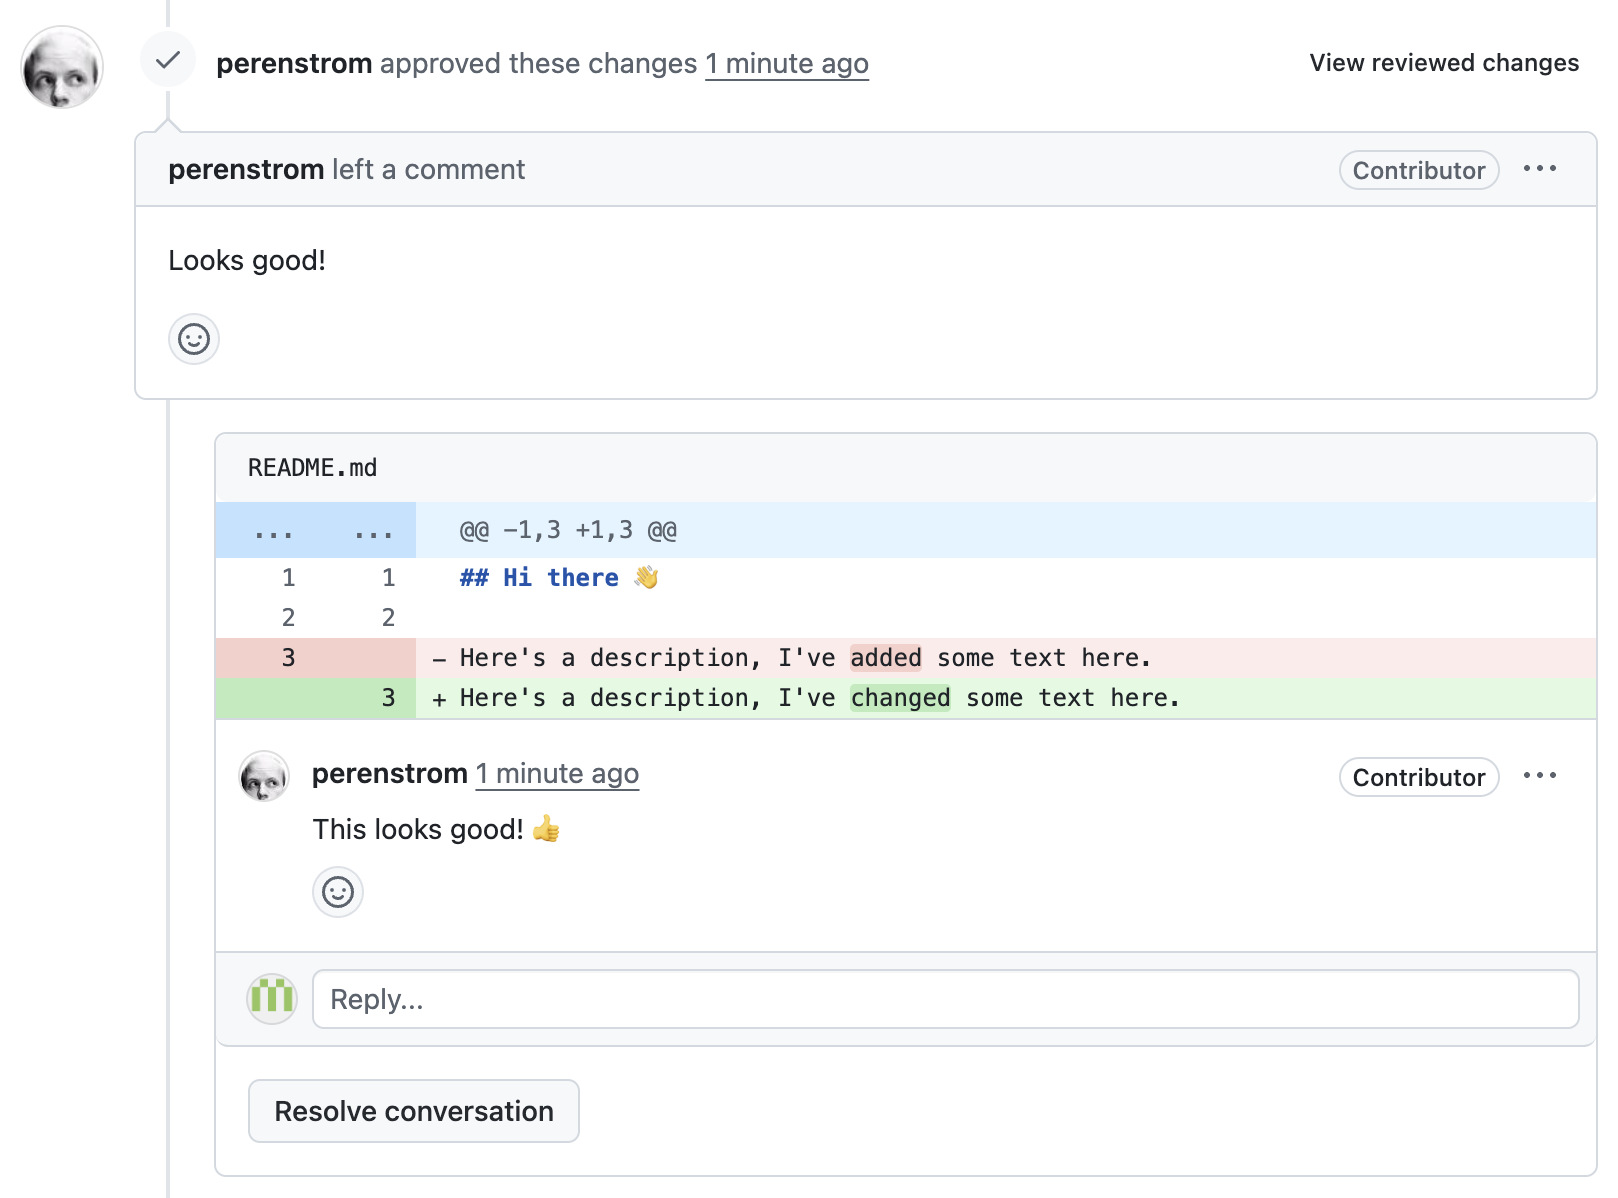 perenstrom approved these changes 1 minute ago
View reviewed changes
perenstrom left a comment
Contributor
Looks good!
README.md
... ... @@ -1,3 +1,3 @@
1 1 ## Hi there 👋
2 2
3 - Here's a description, I've added some text here.
3 + Here's a description, I've changed some text here.
perenstrom 1 minute ago
Contributor
This looks good! 👍
Reply...
Resolve conversation